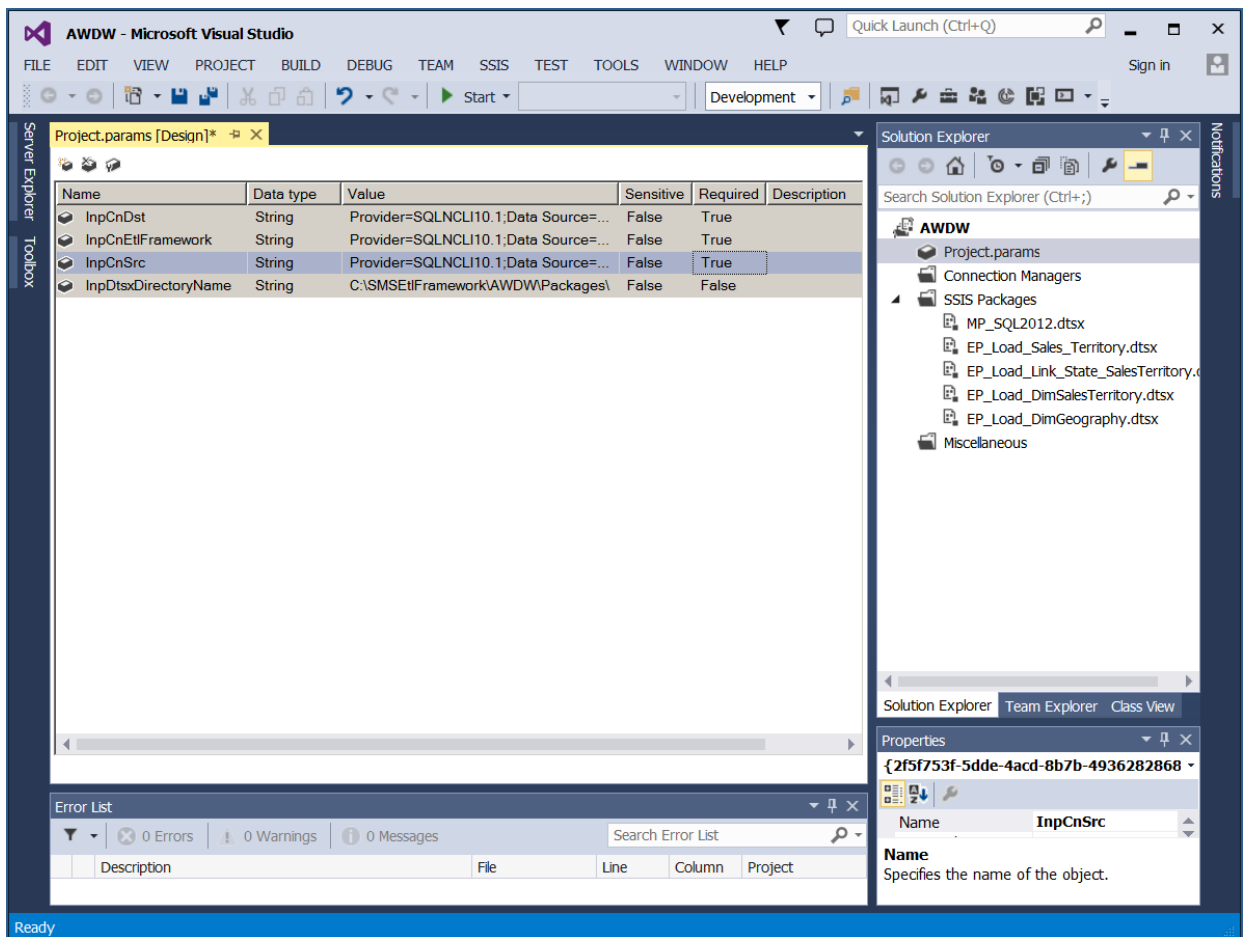 AWDW - Microsoft Visual Studio
Quick Launch (Ctrl+Q)
FILE EDIT VIEW PROJECT BUILD DEBUG TEAM SSIS TEST TOOLS WINDOW HELP Sign in
Start Development
Server Explorer
Toolbox
Project.params [Design]*
Name Data type Value Sensitive Required Description
InpCnDst String Provider=SQLNCLI10.1;Data Source=... False True
InpCnEtlFramework String Provider=SQLNCLI10.1;Data Source=... False True
InpCnSrc String Provider=SQLNCLI10.1;Data Source=... False True
InpDtsxDirectoryName String C:\SMSEtlFramework\AWDW\Packages\ False False
Error List
0 Errors 0 Warnings 0 Messages Search Error List
Description File Line Column Project
Solution Explorer
Search Solution Explorer (Ctrl+;)
AWDW
Project.params
Connection Managers
SSIS Packages
MP_SQL2012.dtsx
EP_Load_Sales_Territory.dtsx
EP_Load_Link_State_SalesTerritory.
EP_Load_DimSalesTerritory.dtsx
EP_Load_DimGeography.dtsx
Miscellaneous
Solution Explorer Team Explorer Class View
Properties
{2f5f753f-5dde-4acd-8b7b-4936282868
Name InpCnSrc
Name
Specifies the name of the object.
Notifications
Ready